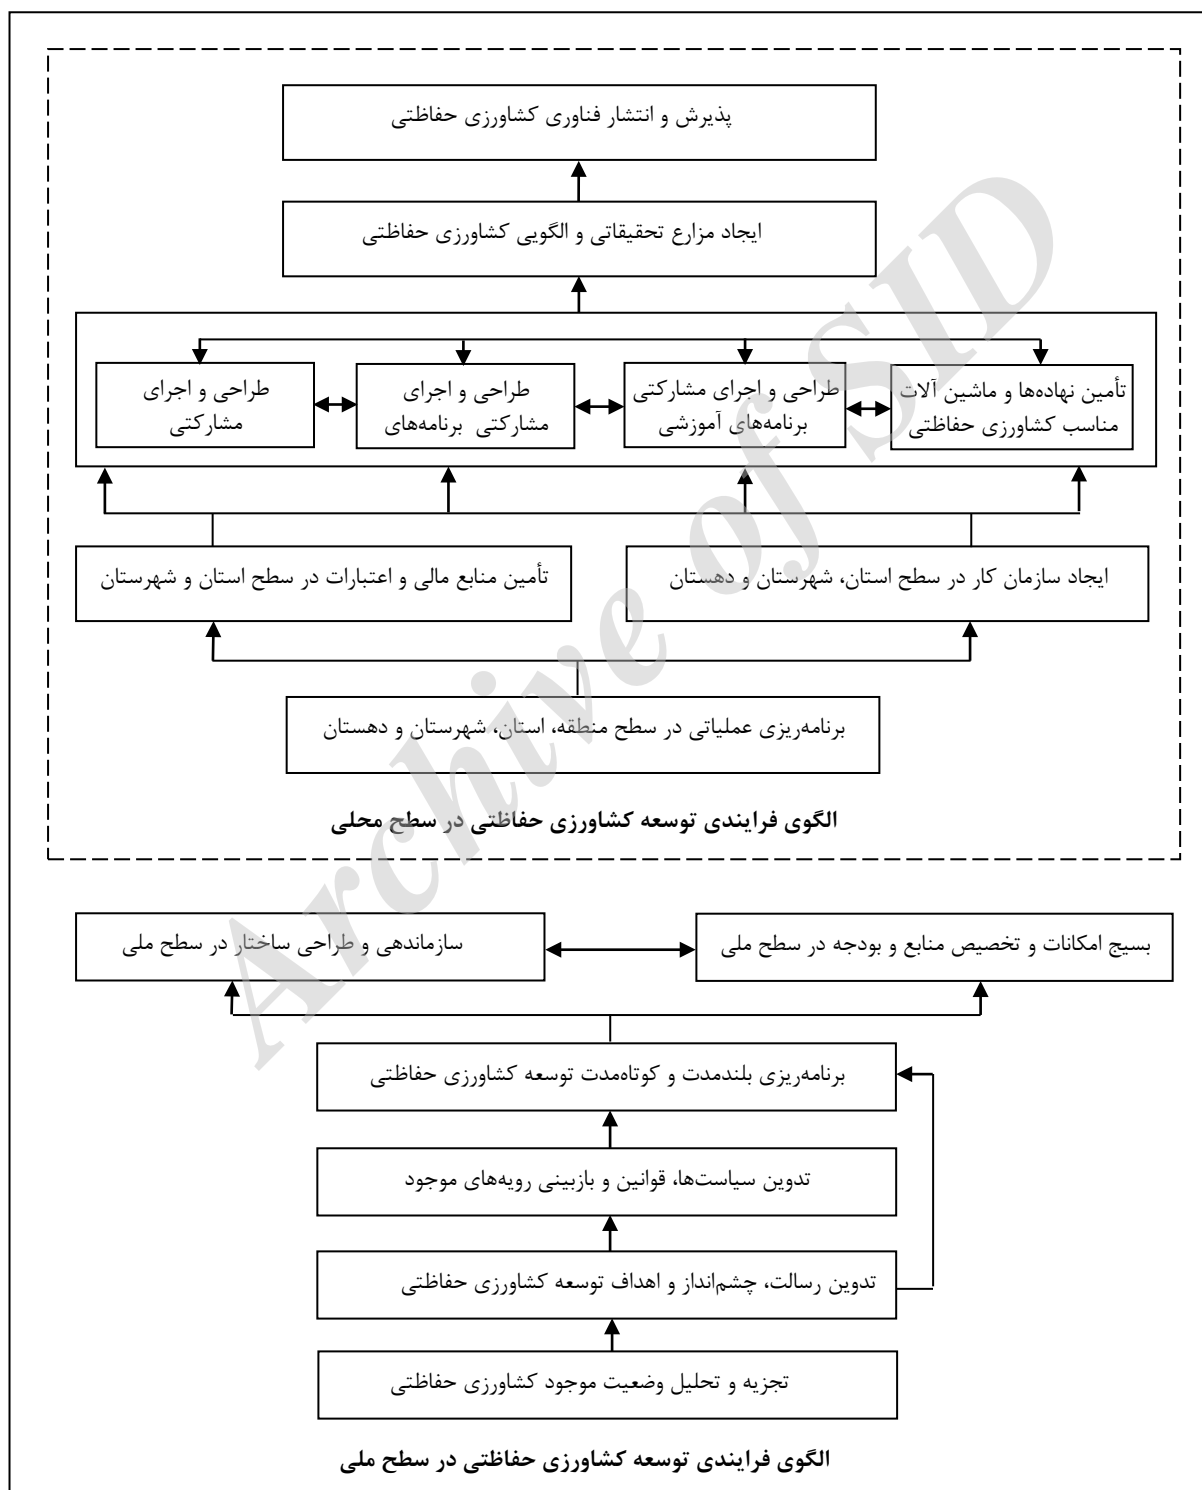 پذیرش و انتشار فناوری کشاورزی حفاظتی
ایجاد مزارع تحقیقاتی و الگویی کشاورزی حفاظتی
تأمین نهاده‌ها و ماشین آلات
مناسب کشاورزی حفاظتی
طراحی و اجرای مشارکتی
برنامه‌های آموزشی
طراحی و اجرای
مشارکتی برنامه‌های
طراحی و اجرای
مشارکتی
ایجاد سازمان کار در سطح استان، شهرستان و دهستان
تأمین منابع مالی و اعتبارات در سطح استان و شهرستان
برنامه‌ریزی عملیاتی در سطح منطقه، استان، شهرستان و دهستان
الگوی فرایندی توسعه کشاورزی حفاظتی در سطح محلی
بسیج امکانات و تخصیص منابع و بودجه در سطح ملی
سازماندهی و طراحی ساختار در سطح ملی
برنامه‌ریزی بلندمدت و کوتاه‌مدت توسعه کشاورزی حفاظتی
تدوین سیاست‌ها، قوانین و بازبینی رویه‌های موجود
تدوین رسالت، چشم‌انداز و اهداف توسعه کشاورزی حفاظتی
تجزیه و تحلیل وضعیت موجود کشاورزی حفاظتی
الگوی فرایندی توسعه کشاورزی حفاظتی در سطح ملی
Archive of SID